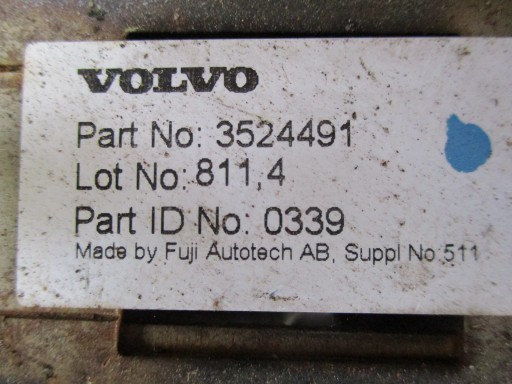 VOLVO
Part No: 3524491
Lot No: 811,4
Part ID No: 0339
Made by Fuji Autotech AB, Suppl No 511